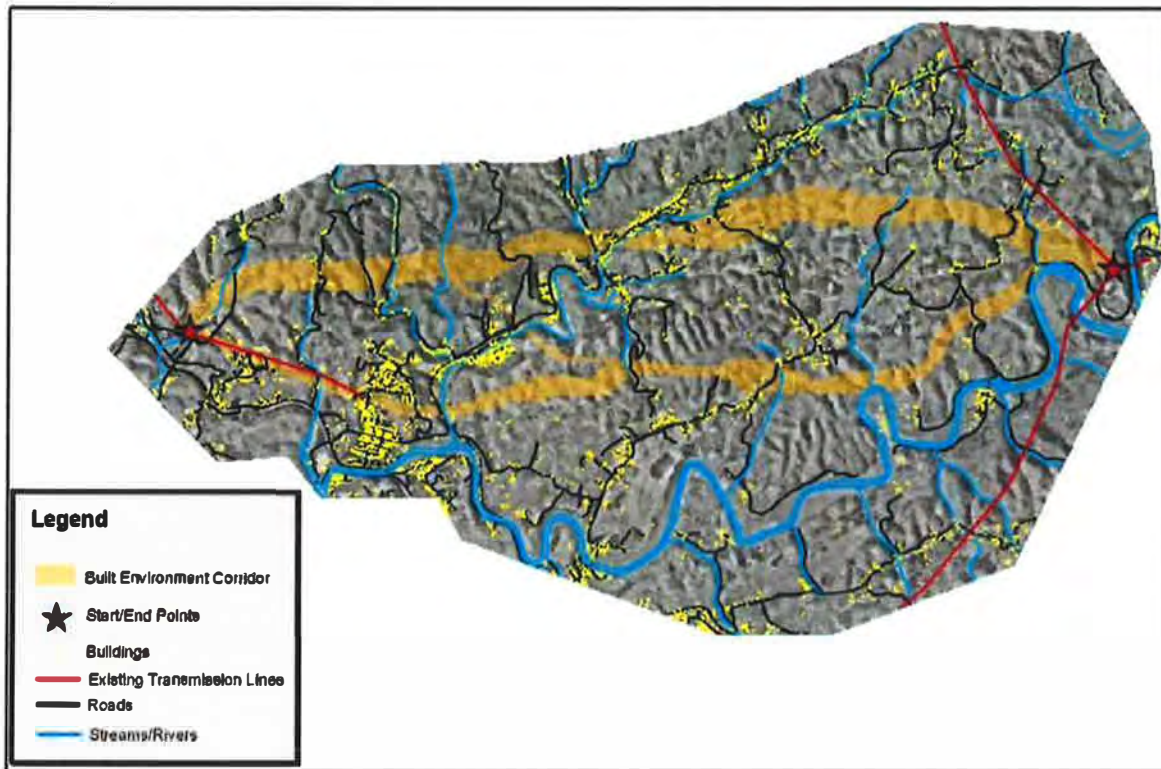 Legend
Built Environment Corridor
Start/End Points
Buildings
Existing Transmission Lines
Roads
Streams/Rivers